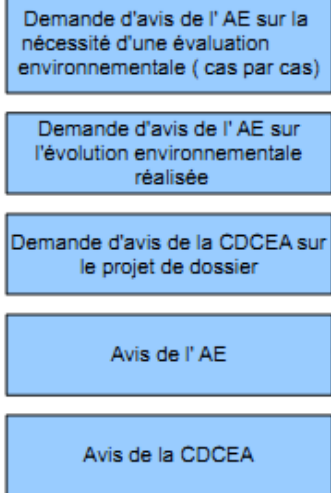 Demande d'avis de l' AE sur la
nécessité d'une évaluation
environnementale ( cas par cas)
Demande d'avis de l' AE sur
l'évolution environnementale
réalisée
Demande d'avis de la CDCEA sur
le projet de dossier
Avis de l' AE
Avis de la CDCEA